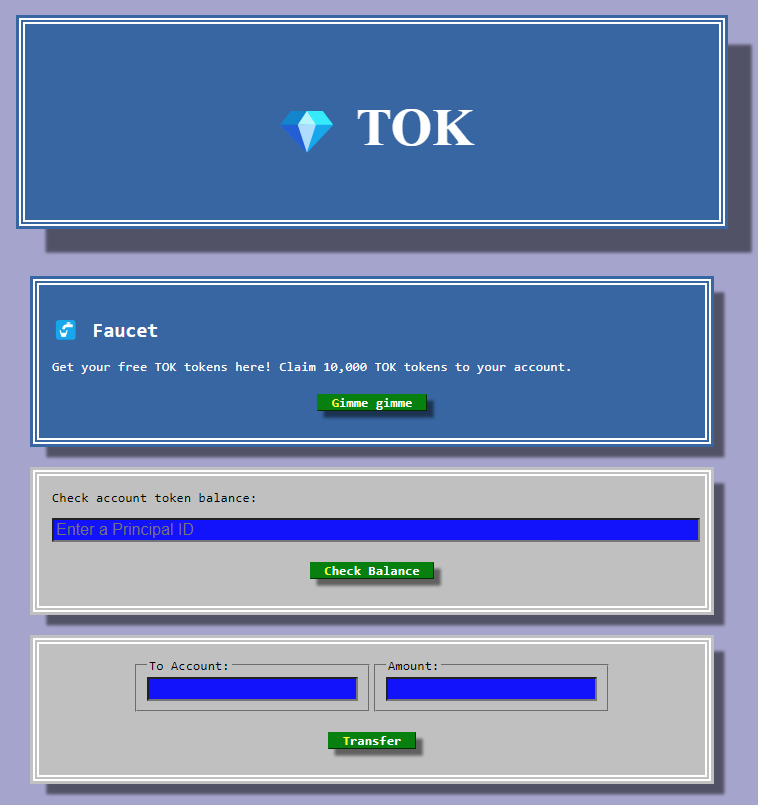 TOK
Faucet
Get your free TOK tokens here! Claim 10,000 TOK tokens to your account.
Gimme gimme
Check account token balance:
Enter a Principal ID
Check Balance
To Account: Amount:
Transfer